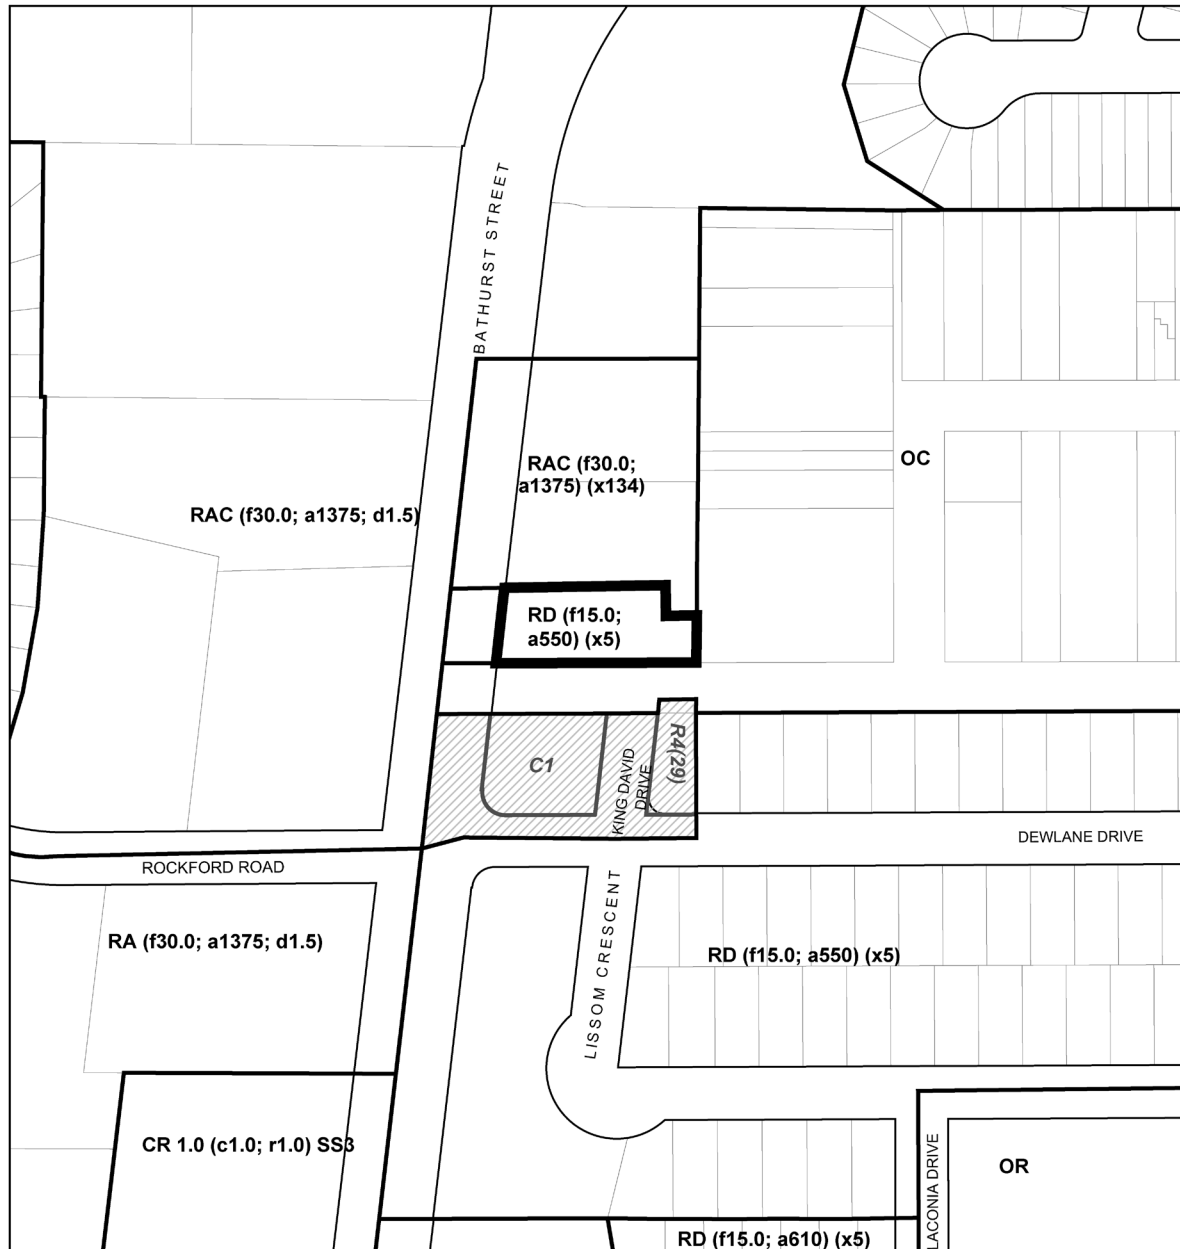 BATHURST STREET
RAC (f30.0;
a1375) (x134)
OC
RAC (f30.0; a1375; d1.5)
RD (f15.0;
a550) (x5)
C1
KING DAVID
DRIVE
R4(29)
DEWLANE DRIVE
ROCKFORD ROAD
LISSOM CRESCENT
RA (f30.0; a1375; d1.5)
RD (f15.0; a550) (x5)
CR 1.0 (c1.0; r1.0) SS3
LACONIA DRIVE
OR
RD (f15.0; a610) (x5)